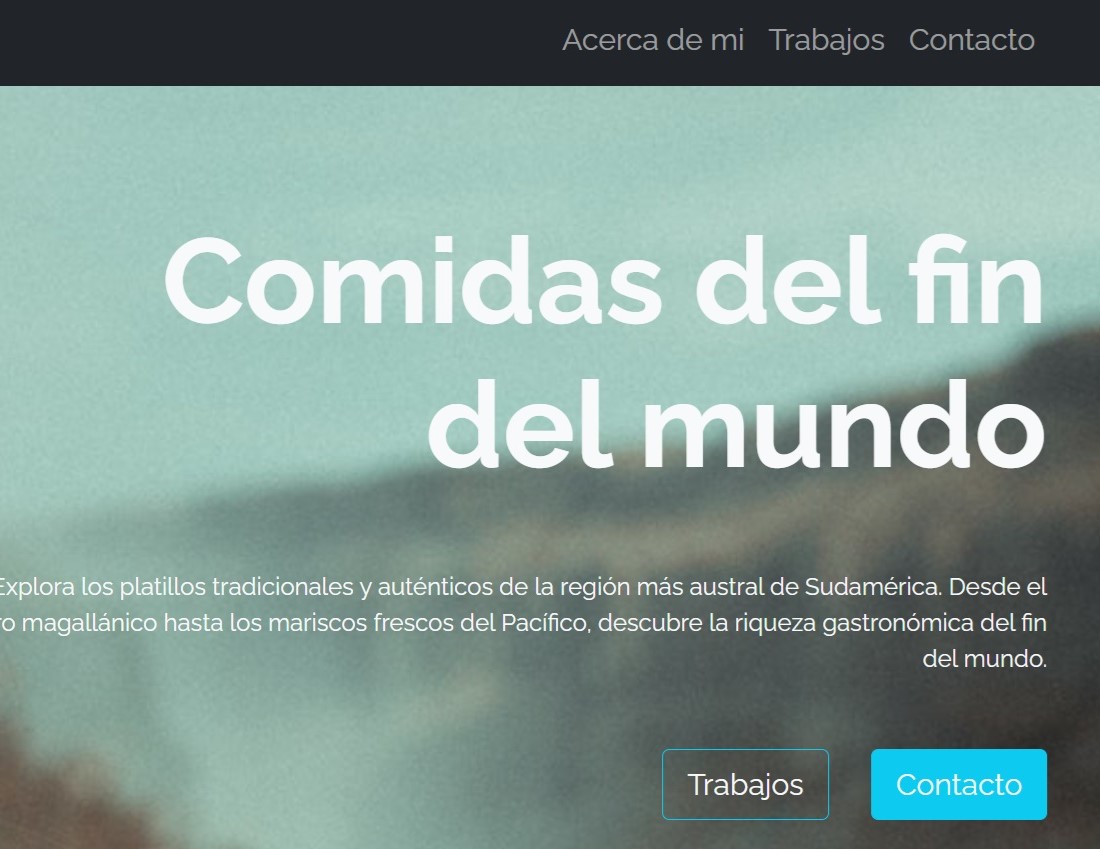 Acerca de mi Trabajos Contacto
Comidas del fin
del mundo
Explora los platillos tradicionales y auténticos de la región más austral de Sudamérica. Desde el
magallánico hasta los mariscos frescos del Pacífico, descubre la riqueza gastronómica del fin
del mundo.
Trabajos Contacto